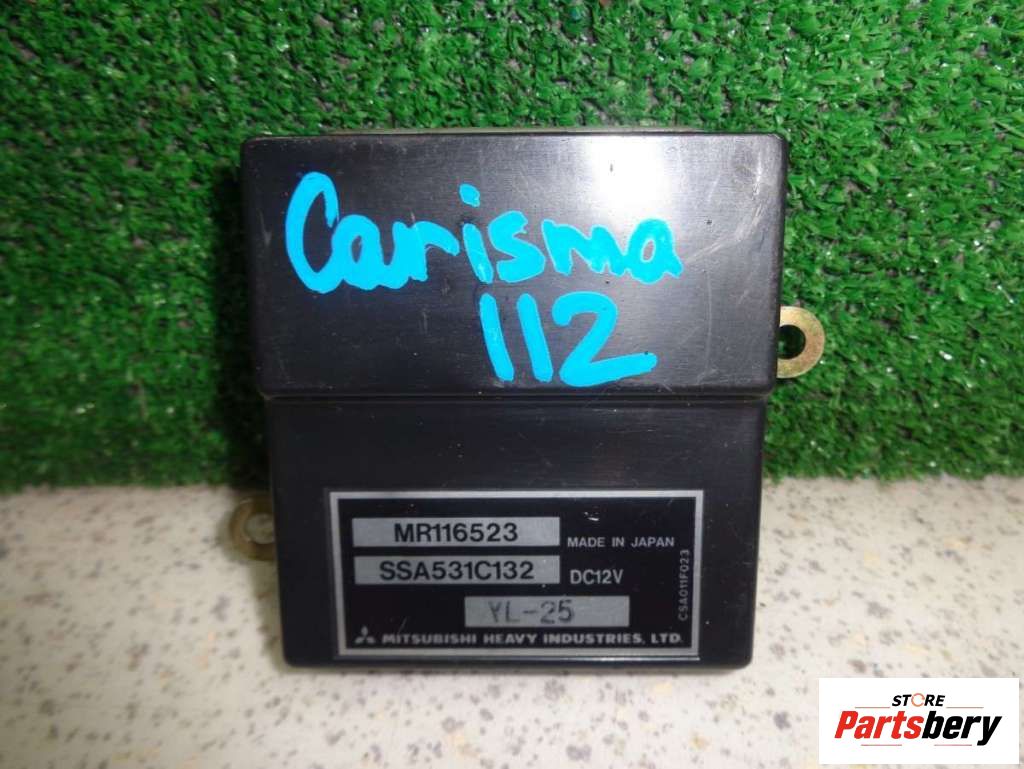 Carisma
112
MR116523
MADE IN JAPAN
SSA531C132
DC12V
YL-25
CSA011F023
MITSUBISHI HEAVY INDUSTRIES, LTD.
STORE
Partsbery